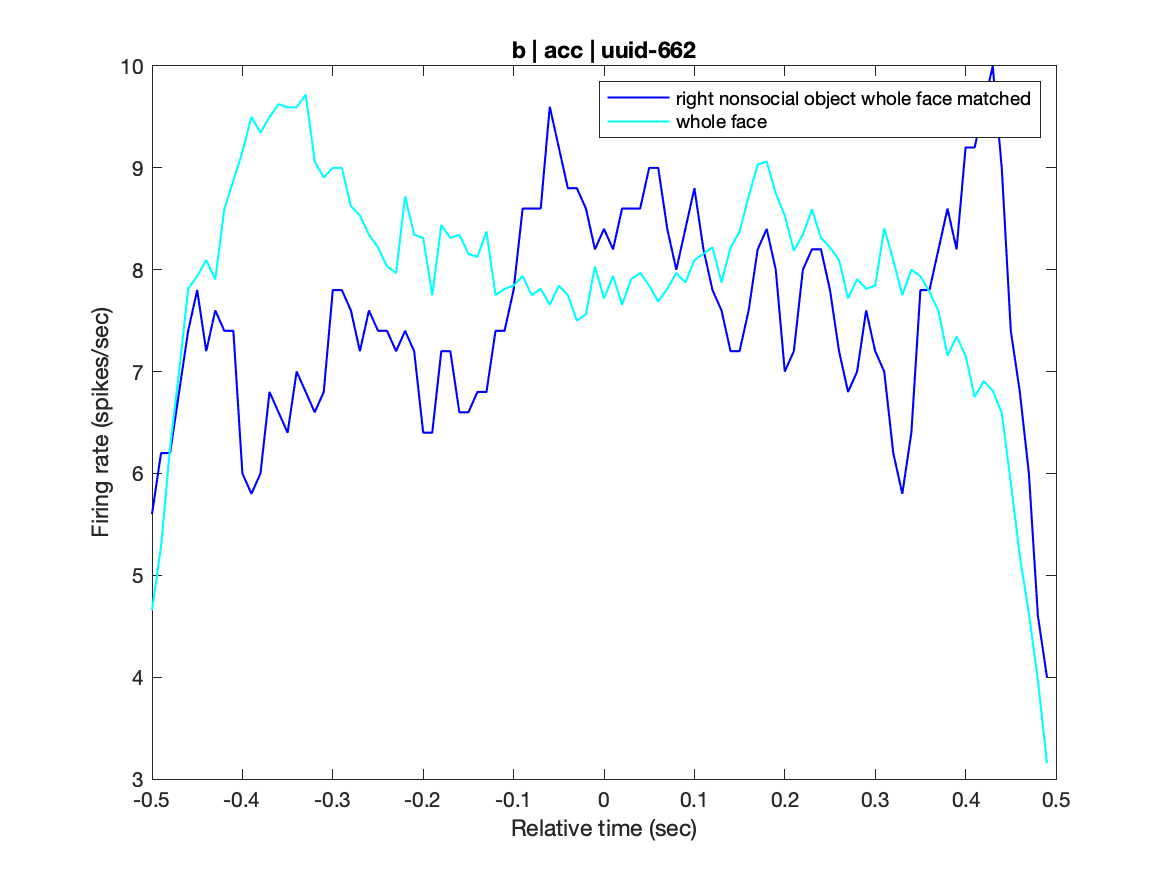 b | acc | uuid-662
right nonsocial object whole face matched
whole face
Firing rate (spikes/sec)
10
9
8
7
6
5
4
3
-0.5 -0.4 -0.3 -0.2 -0.1 0 0.1 0.2 0.3 0.4 0.5
Relative time (sec)